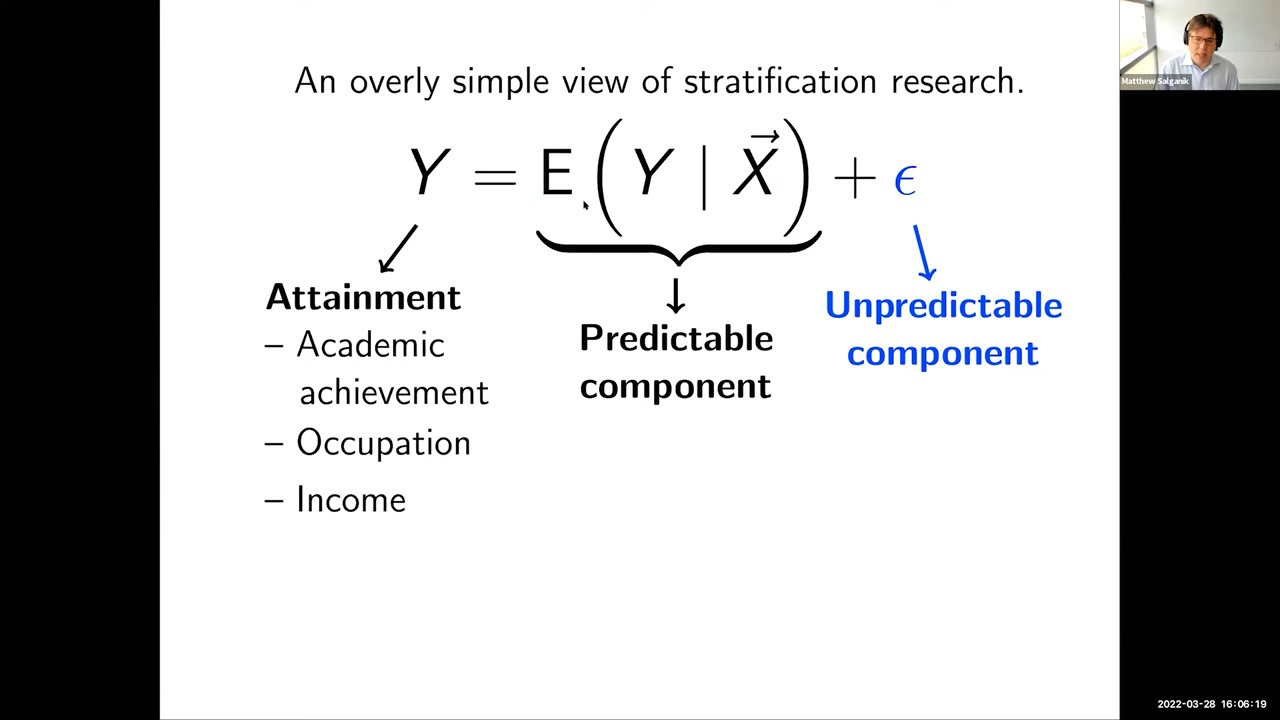 An overly simple view of stratification research.
Y = E ( Y | X⃗ ) + ϵ
Attainment
– Academic
achievement
– Occupation
– Income
Predictable
component
Unpredictable
component
Matthew Salganik
2022-03-28 16:06:19